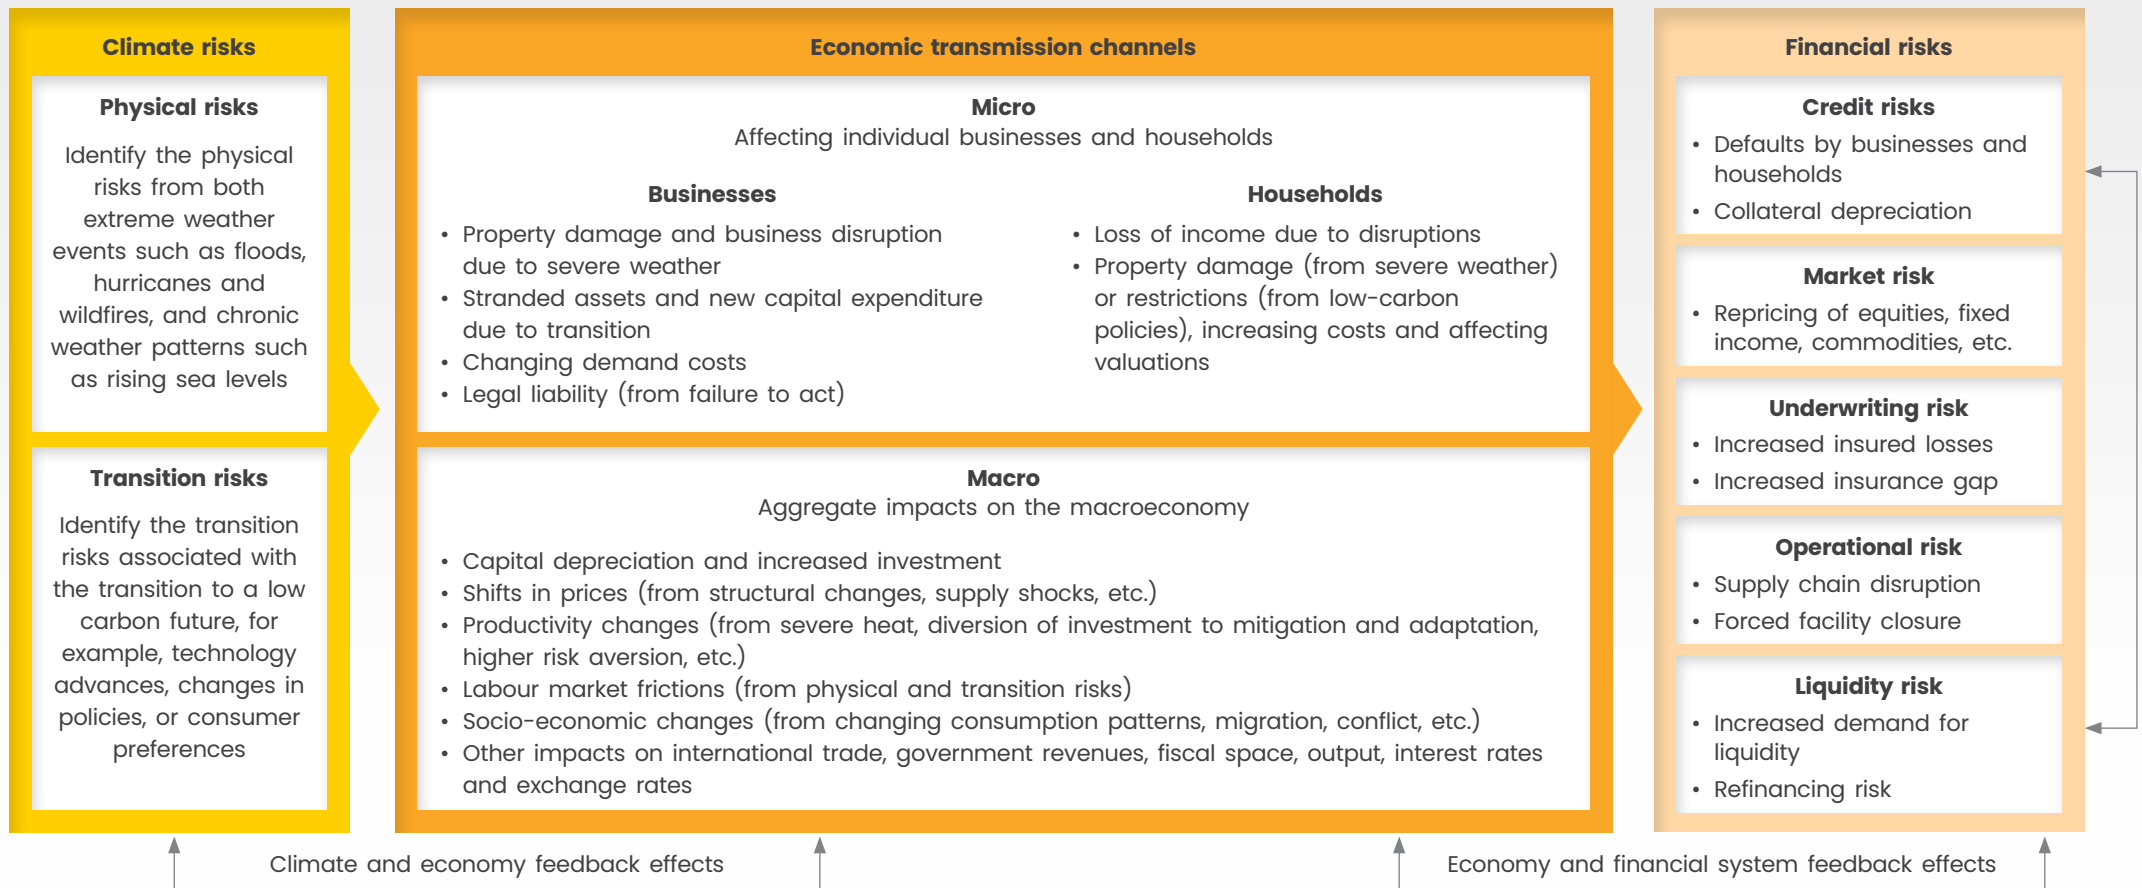 Climate risks
Physical risks
Identify the physical
risks from both
extreme weather
events such as floods,
hurricanes and
wildfires, and chronic
weather patterns such
as rising sea levels
Transition risks
Identify the transition
risks associated with
the transition to a low
carbon future, for
example, technology
advances, changes in
policies, or consumer
preferences
Economic transmission channels
Micro
Affecting individual businesses and households
Businesses
• Property damage and business disruption
due to severe weather
• Stranded assets and new capital expenditure
due to transition
• Changing demand costs
• Legal liability (from failure to act)
Households
• Loss of income due to disruptions
• Property damage (from severe weather)
or restrictions (from low-carbon
policies), increasing costs and affecting
valuations
Macro
Aggregate impacts on the macroeconomy
• Capital depreciation and increased investment
• Shifts in prices (from structural changes, supply shocks, etc.)
• Productivity changes (from severe heat, diversion of investment to mitigation and adaptation,
higher risk aversion, etc.)
• Labour market frictions (from physical and transition risks)
• Socio-economic changes (from changing consumption patterns, migration, conflict, etc.)
• Other impacts on international trade, government revenues, fiscal space, output, interest rates
and exchange rates
Financial risks
Credit risks
• Defaults by businesses and
households
• Collateral depreciation
Market risk
• Repricing of equities, fixed
income, commodities, etc.
Underwriting risk
• Increased insured losses
• Increased insurance gap
Operational risk
• Supply chain disruption
• Forced facility closure
Liquidity risk
• Increased demand for
liquidity
• Refinancing risk
Climate and economy feedback effects
Economy and financial system feedback effects